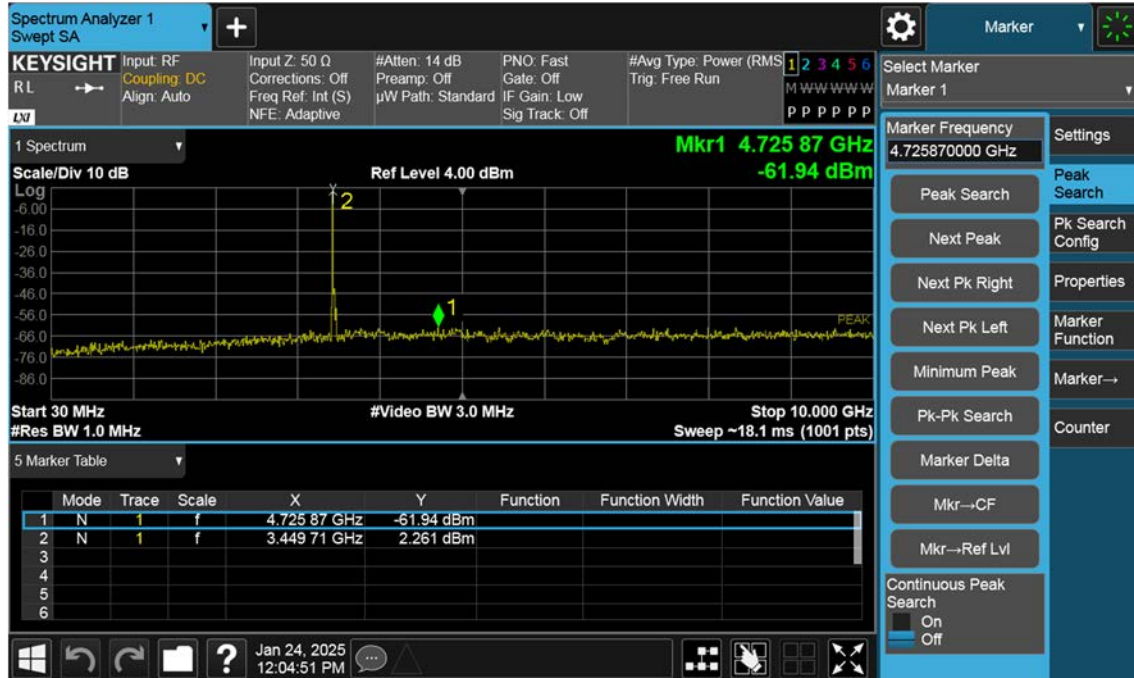 Spectrum Analyzer 1
Swept SA
+
Marker
KEYSIGHT
RL
LXI
Input: RF
Coupling: DC
Align: Auto
Input Z: 50 Ω
Corrections: Off
Freq Ref: Int (S)
NFE: Adaptive
#Atten: 14 dB
Preamp: Off
µW Path: Standard
PNO: Fast
Gate: Off
IF Gain: Low
Sig Track: Off
#Avg Type: Power (RMS
Trig: Free Run
1 2 3 4 5 6
M W W W W W
P P P P P P
Select Marker
Marker 1
1 Spectrum
Mkr1 4.725 87 GHz
-61.94 dBm
Scale/Div 10 dB
Ref Level 4.00 dBm
Log
-6.00
-16.0
-26.0
-36.0
-46.0
-56.0
-66.0
-76.0
-86.0
2
1
PEAK
Start 30 MHz
#Video BW 3.0 MHz
Stop 10.000 GHz
#Res BW 1.0 MHz
Sweep ~18.1 ms (1001 pts)
5 Marker Table
Mode Trace Scale X Y Function Function Width Function Value
1 N 1 f 4.725 87 GHz -61.94 dBm
2 N 1 f 3.449 71 GHz 2.261 dBm
3
4
5
6
Marker Frequency
4.725870000 GHz
Peak Search
Next Peak
Next Pk Right
Next Pk Left
Minimum Peak
Pk-Pk Search
Marker Delta
Mkr→CF
Mkr→Ref Lvl
Continuous Peak
Search
On
Off
Settings
Peak
Search
Pk Search
Config
Properties
Marker
Function
Marker→
Counter
?
Jan 24, 2025
12:04:51 PM